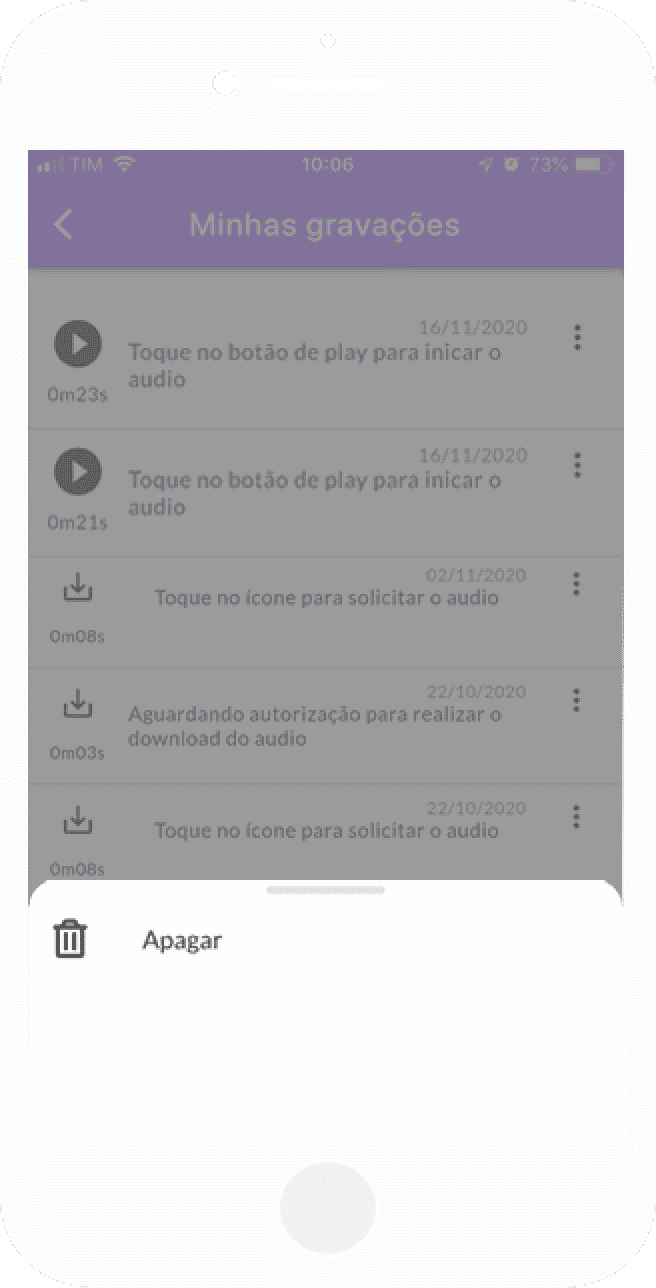 TIM 10:06 73%
Minhas gravações
16/11/2020
Toque no botão de play para inicar o
audio
0m23s
16/11/2020
Toque no botão de play para inicar o
audio
0m21s
02/11/2020
Toque no ícone para solicitar o audio
0m08s
22/10/2020
Aguardando autorização para realizar o
download do audio
0m03s
22/10/2020
Toque no ícone para solicitar o audio
0m08s
Apagar